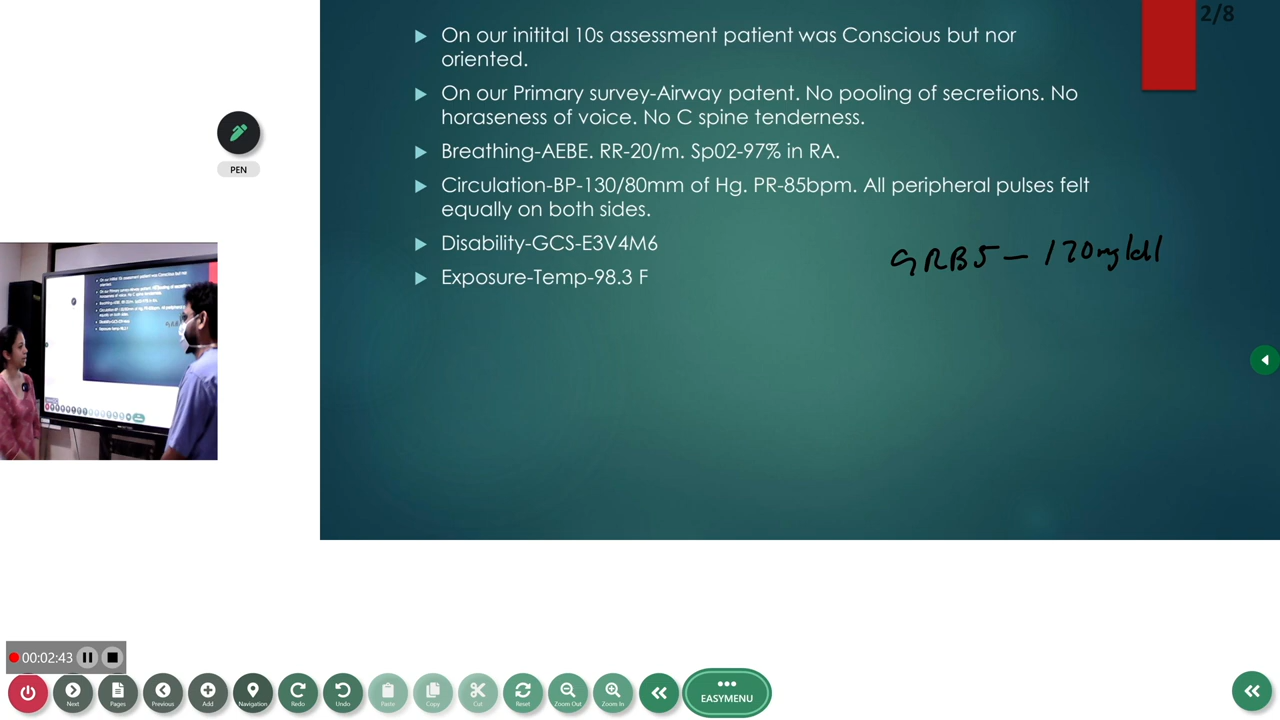 2/8
On our initital 10s assessment patient was Conscious but nor
oriented.
On our Primary survey-Airway patent. No pooling of secretions. No
horaseness of voice. No C spine tenderness.
Breathing-AEBE. RR-20/m. Sp02-97% in RA.
Circulation-BP-130/80mm of Hg. PR-85bpm. All peripheral pulses felt
equally on both sides.
Disability-GCS-E3V4M6
Exposure-Temp-98.3 F
GRBS - 120mg/dl
PEN
00:02:43
Next
Pages
Previous
Add
Navigation
Redo
Undo
Paste
Copy
Cut
Reset
Zoom Out
Zoom In
EASYMENU